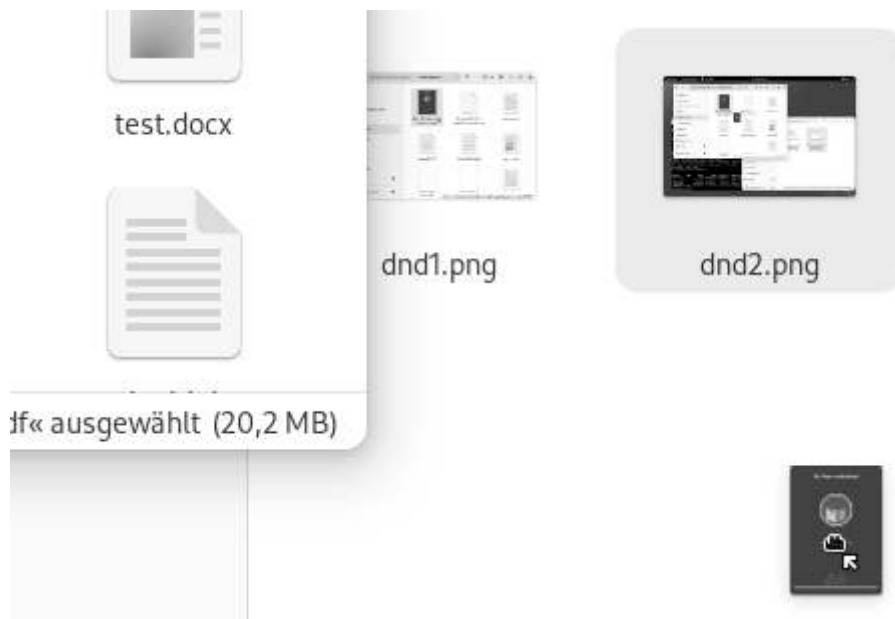 test.docx
dnd1.png
dnd2.png
df« ausgewählt (20,2 MB)